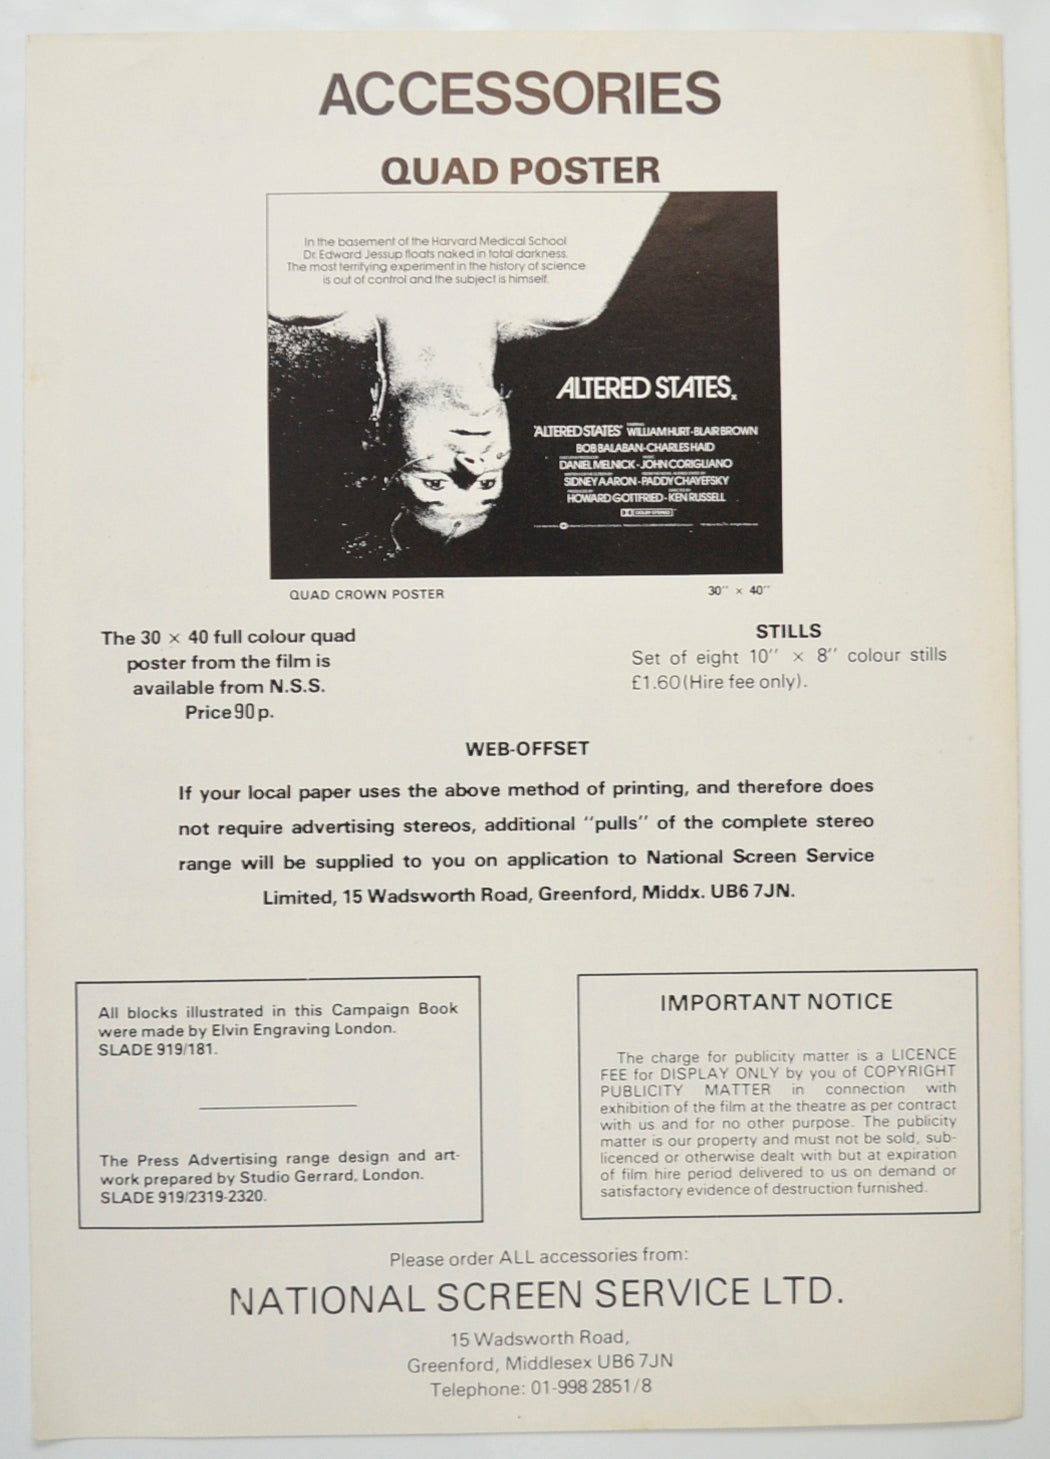 ACCESSORIES
QUAD POSTER
In the basement of the Harvard Medical School
Dr. Edward Jessup floats naked in total darkness.
The most terrifying experiment in the history of science
is out of control and the subject is himself.
ALTERED STATES.
x
'ALTERED STATES' WILLIAM HURT · BLAIR BROWN
BOB BALABAN · CHARLES HAID
DANIEL MELNICK · JOHN CORIGLIANO
SIDNEY AARON · PADDY CHAYEFSKY
HOWARD GOTTFRIED · KEN RUSSELL
DOLBY STEREO
QUAD CROWN POSTER
30'' × 40''
The 30 × 40 full colour quad
poster from the film is
available from N.S.S.
Price 90p.
STILLS
Set of eight 10'' × 8'' colour stills
£1.60 (Hire fee only).
WEB-OFFSET
If your local paper uses the above method of printing, and therefore does
not require advertising stereos, additional "pulls" of the complete stereo
range will be supplied to you on application to National Screen Service
Limited, 15 Wadsworth Road, Greenford, Middx. UB6 7JN.
All blocks illustrated in this Campaign Book
were made by Elvin Engraving London.
SLADE 919/181.
The Press Advertising range design and art-
work prepared by Studio Gerrard, London.
SLADE 919/2319-2320.
IMPORTANT NOTICE
The charge for publicity matter is a LICENCE
FEE for DISPLAY ONLY by you of COPYRIGHT
PUBLICITY MATTER in connection with
exhibition of the film at the theatre as per contract
with us and for no other purpose. The publicity
matter is our property and must not be sold, sub-
licenced or otherwise dealt with but at expiration
of film hire period delivered to us on demand or
satisfactory evidence of destruction furnished.
Please order ALL accessories from:
NATIONAL SCREEN SERVICE LTD.
15 Wadsworth Road,
Greenford, Middlesex UB6 7JN
Telephone: 01-998 2851/8